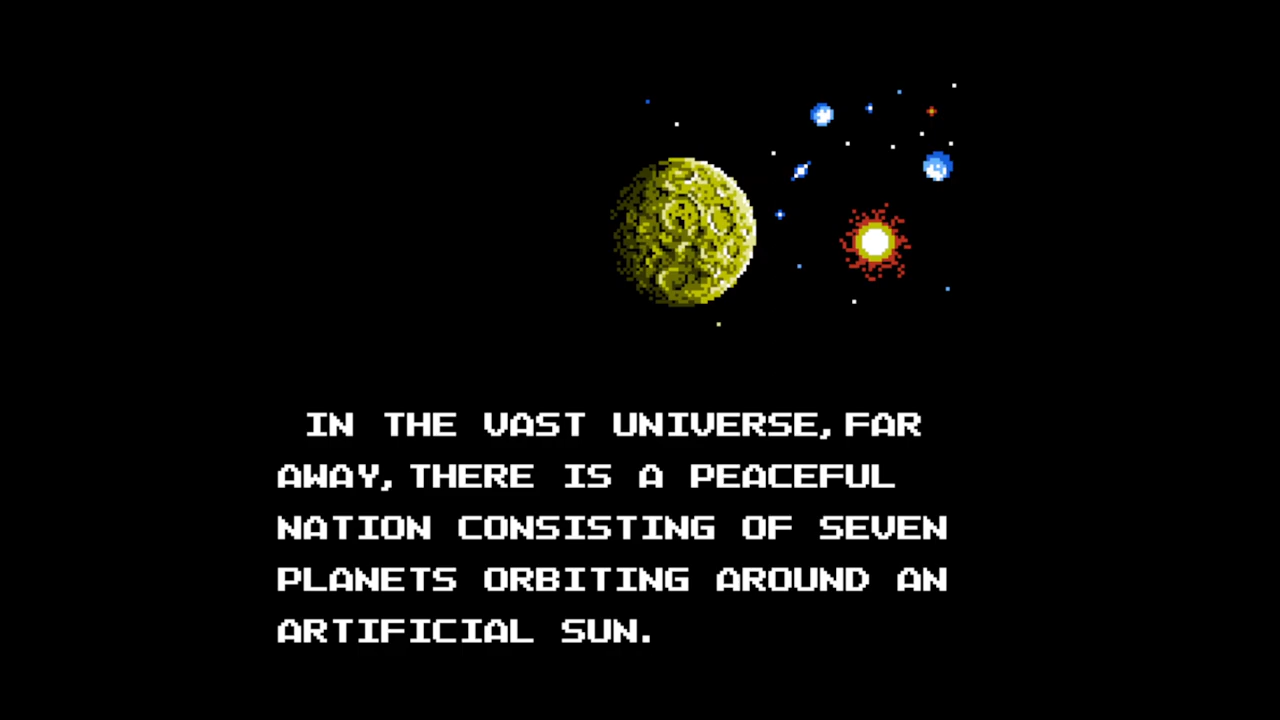 IN THE VAST UNIVERSE, FAR
AWAY, THERE IS A PEACEFUL
NATION CONSISTING OF SEVEN
PLANETS ORBITING AROUND AN
ARTIFICIAL SUN.